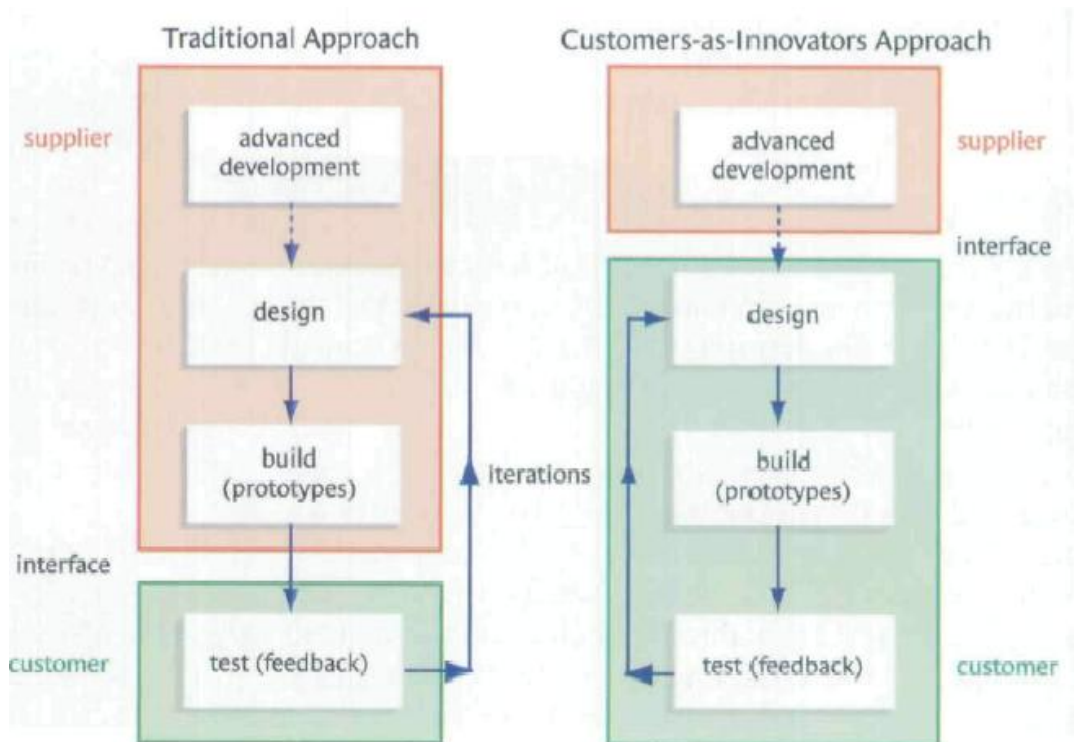 Traditional Approach
supplier
advanced
development
design
build
(prototypes)
interface
customer
test (feedback)
iterations
Customers-as-Innovators Approach
advanced
development
supplier
interface
design
build
(prototypes)
test (feedback)
customer